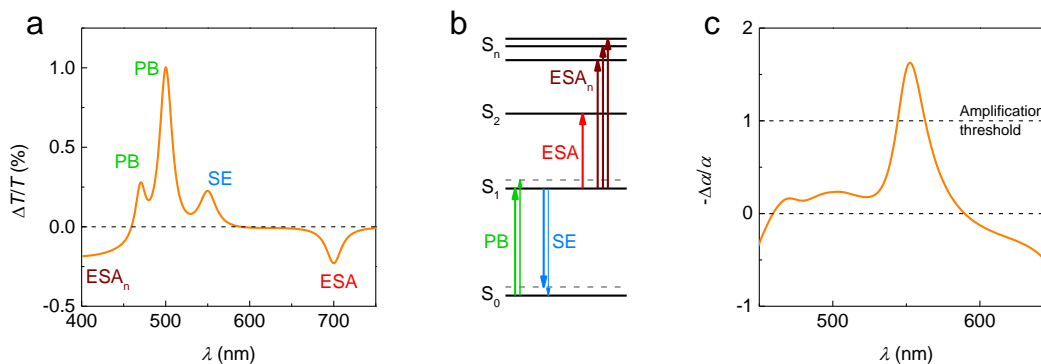 a
ΔT/T (%)
1.0
0.5
0.0
-0.5
PB
PB
SE
ESAn
ESA
400
500
600
700
λ (nm)
b
Sn
ESAn
S2
ESA
S1
PB
SE
S0
c
-Δα/α
2
1
0
-1
Amplification
threshold
500
600
λ (nm)